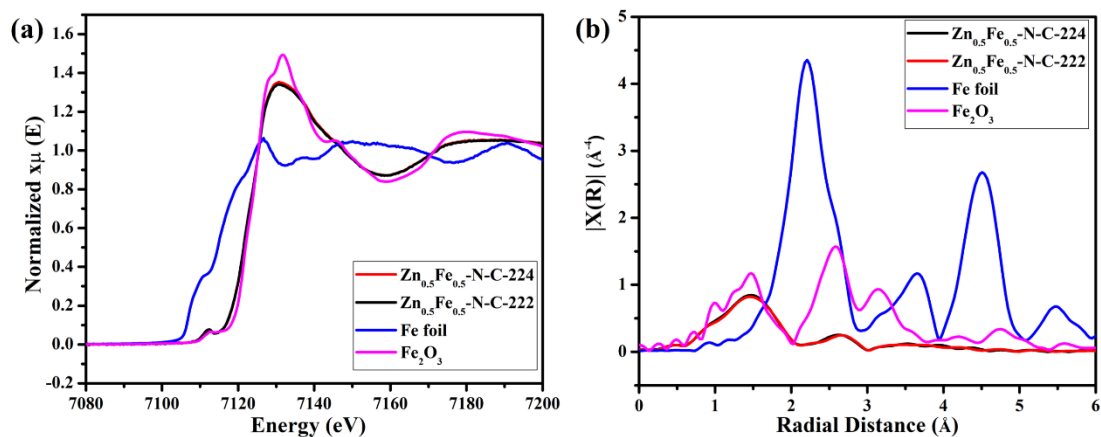 (a)
Normalized xμ (E)
1.6
1.4
1.2
1.0
0.8
0.6
0.4
0.2
0.0
-0.2
Zn0.5Fe0.5-N-C-224
Zn0.5Fe0.5-N-C-222
Fe foil
Fe2O3
7080 7100 7120 7140 7160 7180 7200
Energy (eV)
(b)
|X(R)| (Å-4)
5
4
3
2
1
0
Zn0.5Fe0.5-N-C-224
Zn0.5Fe0.5-N-C-222
Fe foil
Fe2O3
0 1 2 3 4 5 6
Radial Distance (Å)